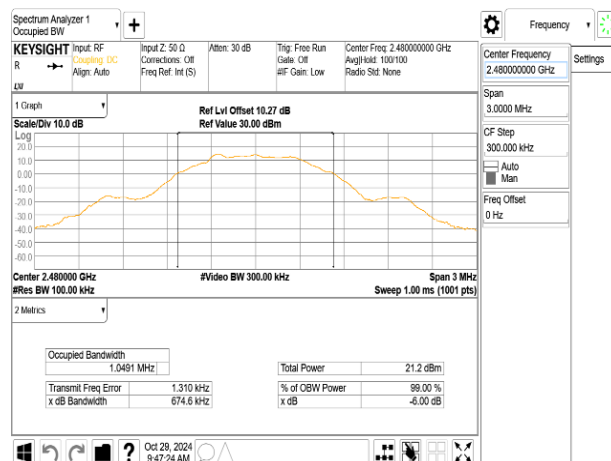 Spectrum Analyzer 1
Occupied BW
Frequency
KEYSIGHT
R
Input: RF
Coupling: DC
Align: Auto
Input Z: 50 Ω
Corrections: Off
Freq Ref: Int (S)
Atten: 30 dB
Trig: Free Run
Gate: Off
#IF Gain: Low
Center Freq: 2.480000000 GHz
Avg|Hold: 100/100
Radio Std: None
Center Frequency
2.480000000 GHz
Settings
Span
3.0000 MHz
CF Step
300.000 kHz
Auto
Man
Freq Offset
0 Hz
1 Graph
Scale/Div 10.0 dB
Ref Lvl Offset 10.27 dB
Ref Value 30.00 dBm
Log
20.0
10.0
0.00
-10.0
-20.0
-30.0
-40.0
-50.0
-60.0
Center 2.480000 GHz
#Res BW 100.00 kHz
#Video BW 300.00 kHz
Span 3 MHz
Sweep 1.00 ms (1001 pts)
2 Metrics
Occupied Bandwidth
1.0491 MHz
Total Power 21.2 dBm
Transmit Freq Error 1.310 kHz
% of OBW Power 99.00 %
x dB Bandwidth 674.6 kHz
x dB -6.00 dB
?
Oct 29, 2024
9:47:24 AM